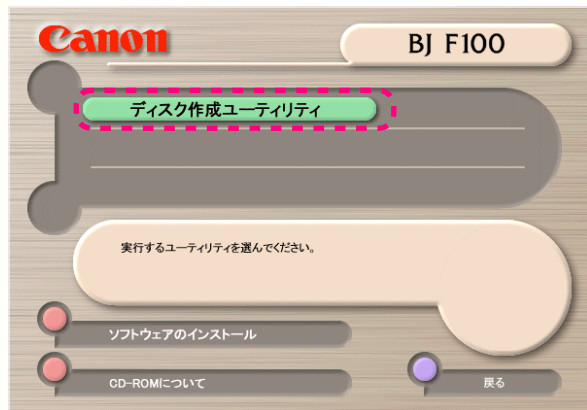 Canon
BJ F100
ディスク作成ユーティリティ
実行するユーティリティを選んでください。
ソフトウェアのインストール
CD-ROMについて
戻る